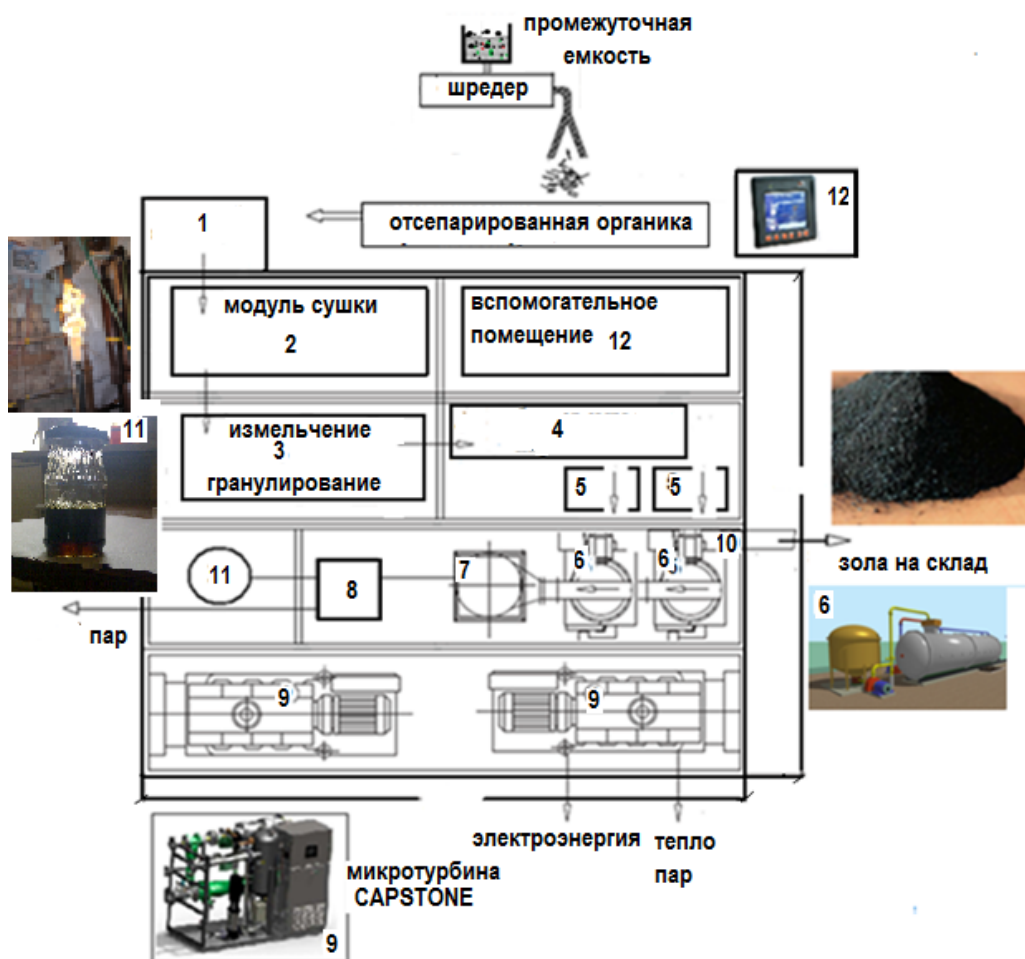 промежуточная
емкость
шредер
отсепарированная органика
12
1
модуль сушки
2
вспомогательное
помещение 12
11
измельчение
3
гранулирование
4
5
5
10
зола на склад
11
8
7
6
6
6
пар
9
9
электроэнергия
тепло
пар
микротурбина
CAPSTONE
9